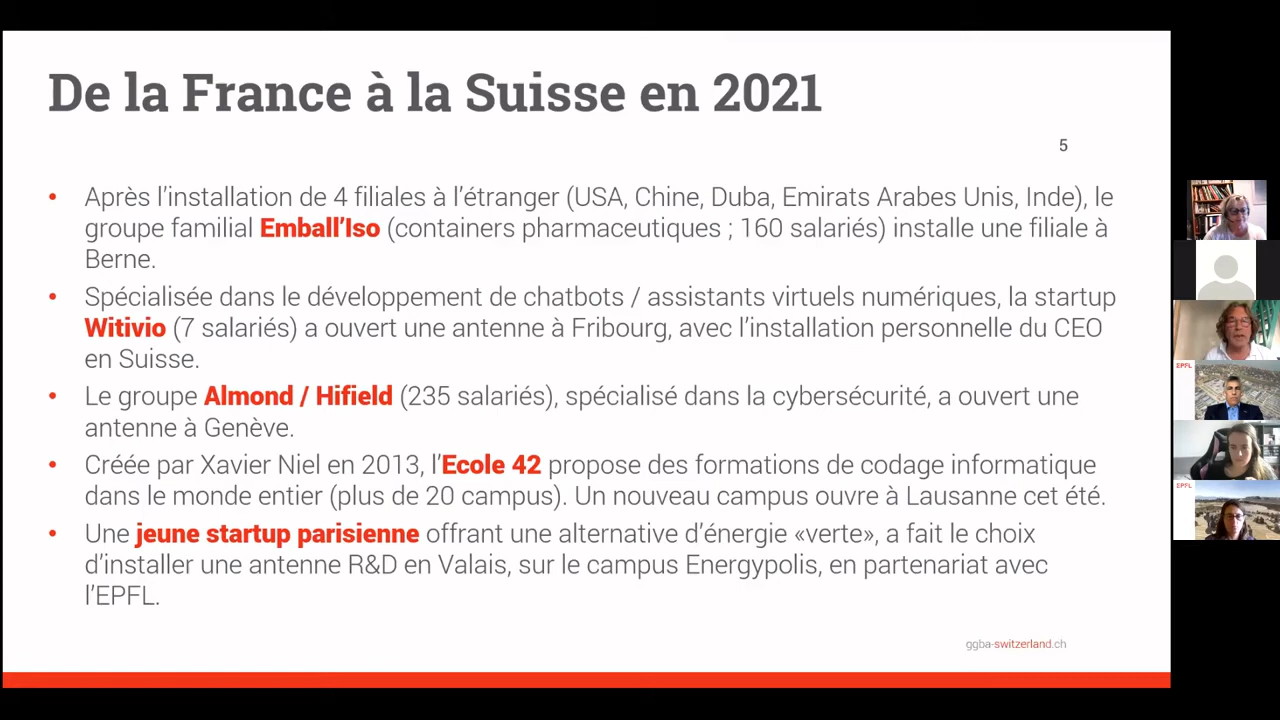 De la France à la Suisse en 2021
5
• Après l’installation de 4 filiales à l’étranger (USA, Chine, Duba, Emirats Arabes Unis, Inde), le
groupe familial Emball’Iso (containers pharmaceutiques ; 160 salariés) installe une filiale à
Berne.
• Spécialisée dans le développement de chatbots / assistants virtuels numériques, la startup
Witivio (7 salariés) a ouvert une antenne à Fribourg, avec l’installation personnelle du CEO
en Suisse.
• Le groupe Almond / Hifield (235 salariés), spécialisé dans la cybersécurité, a ouvert une
antenne à Genève.
• Créée par Xavier Niel en 2013, l’Ecole 42 propose des formations de codage informatique
dans le monde entier (plus de 20 campus). Un nouveau campus ouvre à Lausanne cet été.
• Une jeune startup parisienne offrant une alternative d’énergie «verte», a fait le choix
d’installer une antenne R&D en Valais, sur le campus Energypolis, en partenariat avec
l’EPFL.
ggba-switzerland.ch
EPFL
EPFL